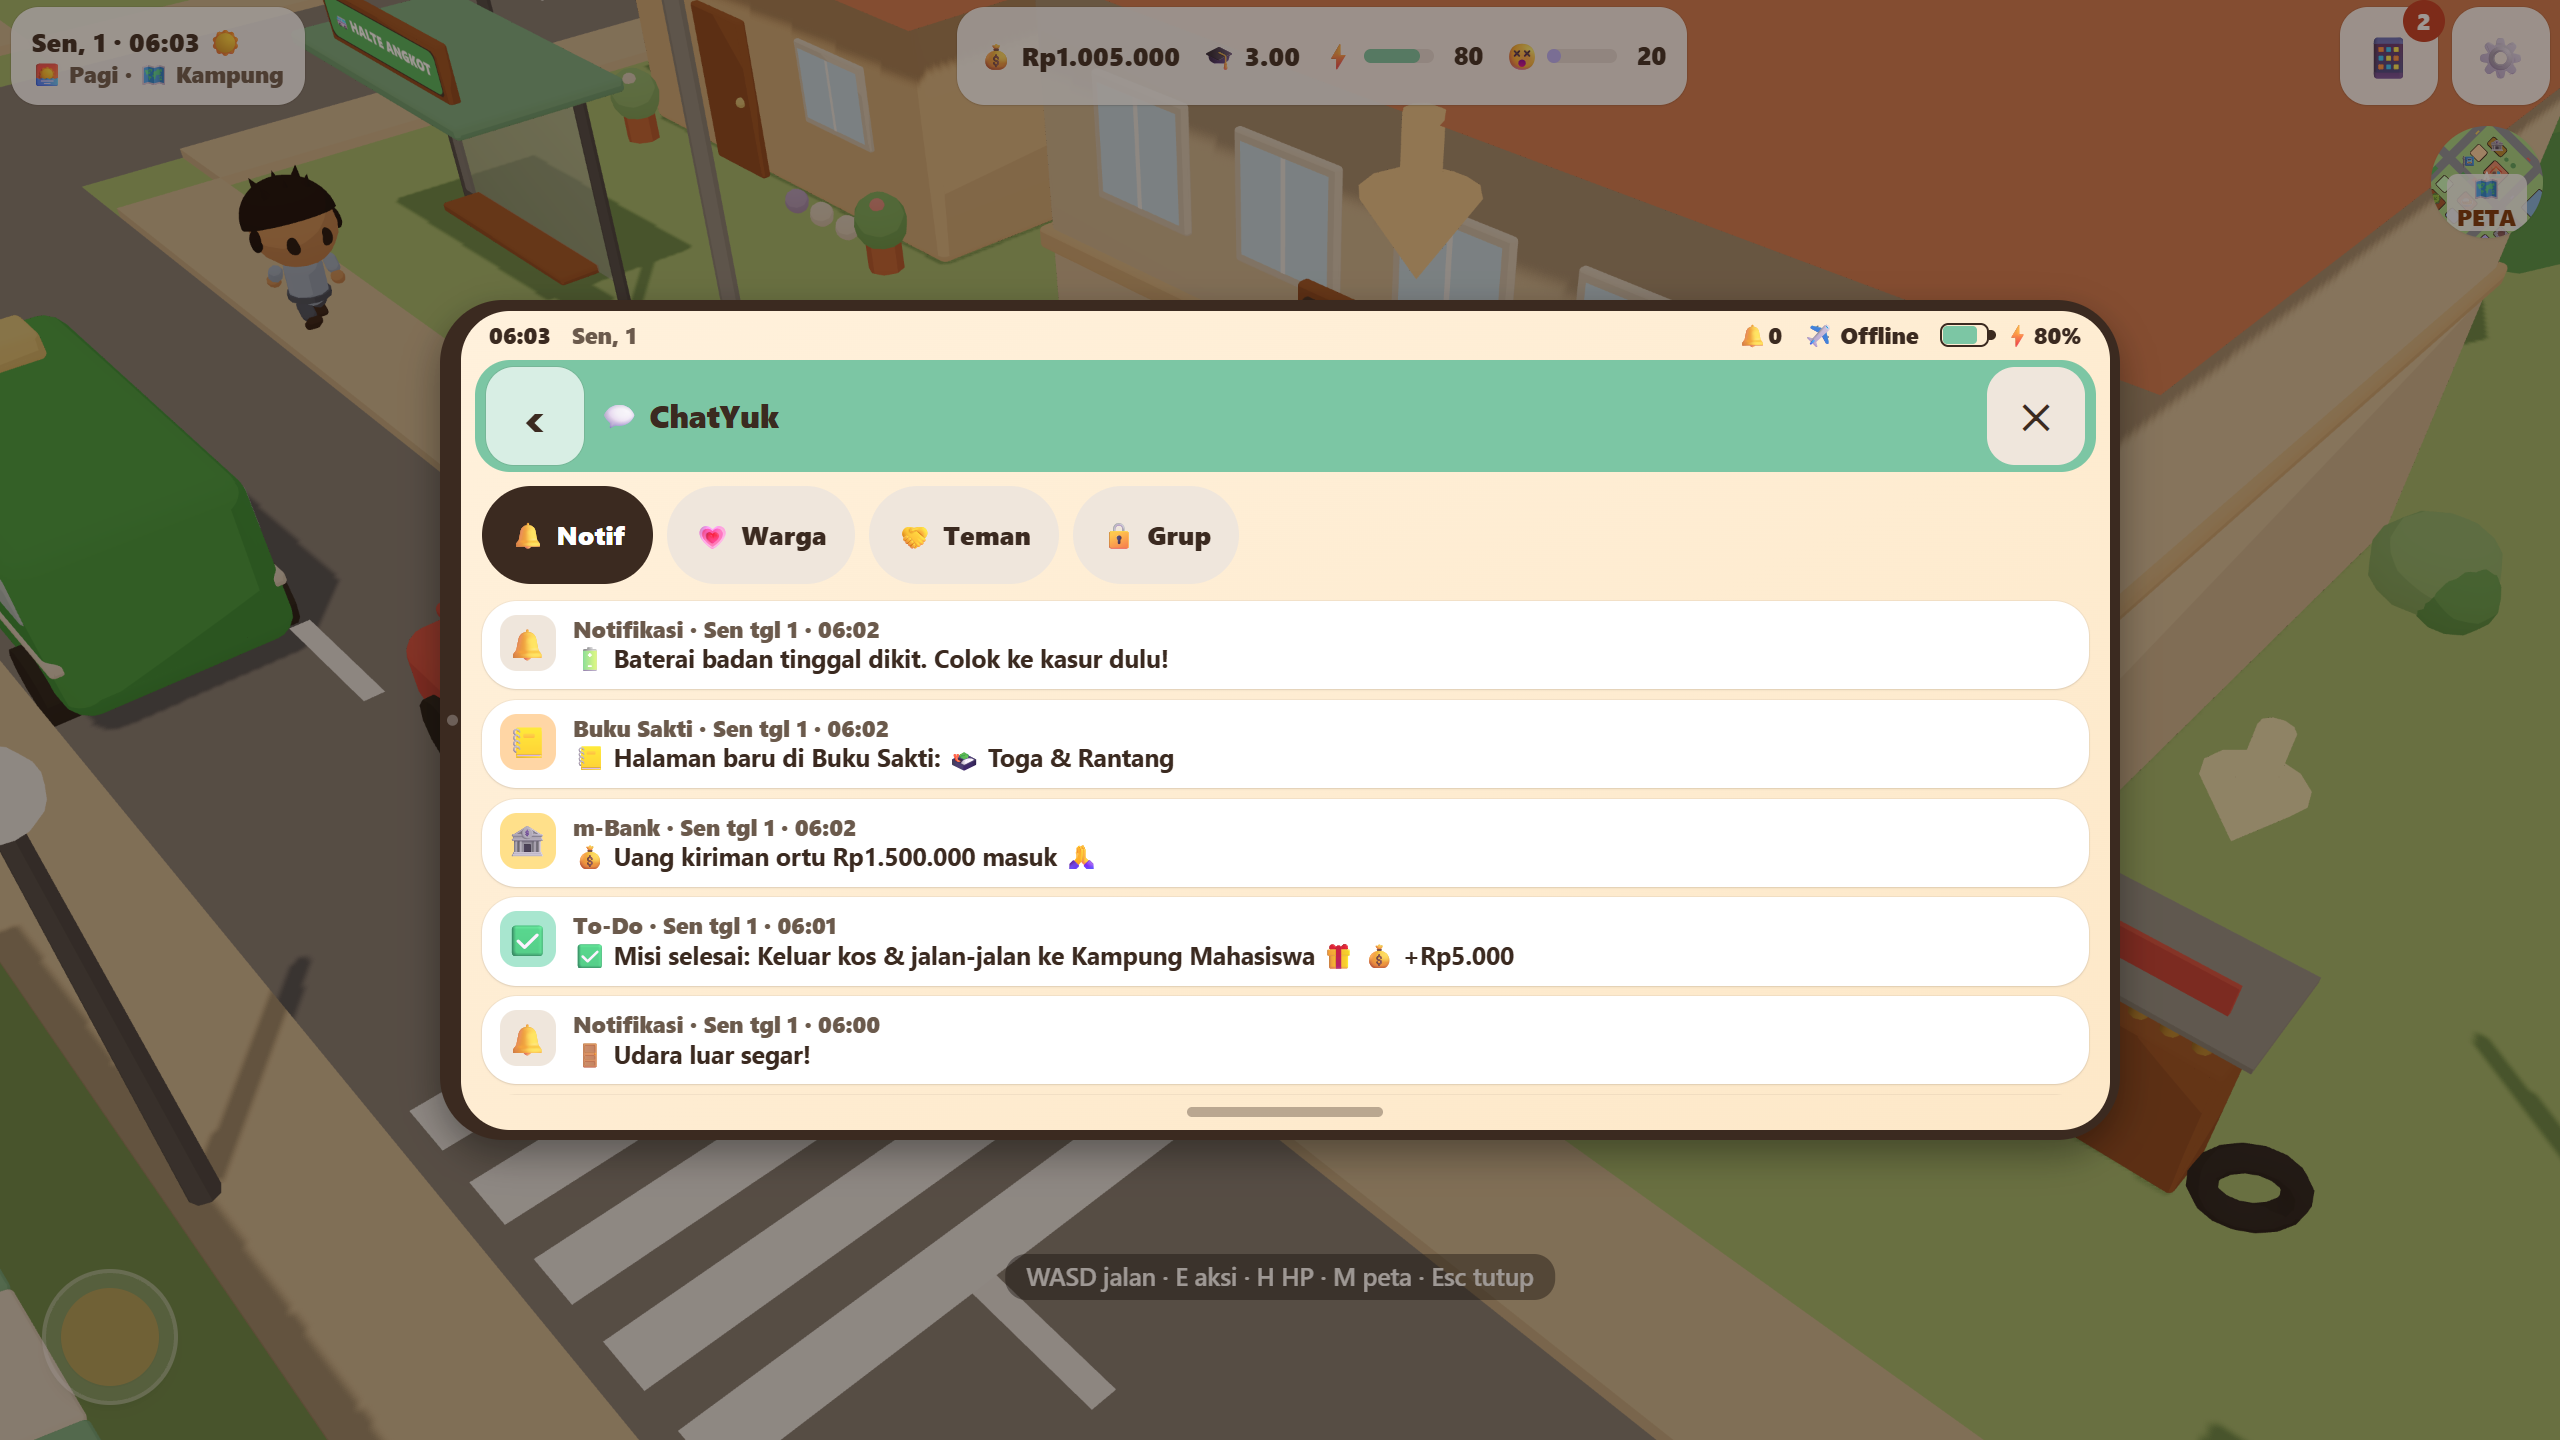 Sen, 1 · 06:03
Pagi · Kampung
HALTE ANGKOT
Rp1.005.000 3.00 80 20
2
PETA
06:03 Sen, 1
0 Offline 80%
ChatYuk
Notif Warga Teman Grup
Notifikasi · Sen tgl 1 · 06:02
Baterai badan tinggal dikit. Colok ke kasur dulu!
Buku Sakti · Sen tgl 1 · 06:02
Halaman baru di Buku Sakti: Toga & Rantang
m-Bank · Sen tgl 1 · 06:02
Uang kiriman ortu Rp1.500.000 masuk
To-Do · Sen tgl 1 · 06:01
Misi selesai: Keluar kos & jalan-jalan ke Kampung Mahasiswa +Rp5.000
Notifikasi · Sen tgl 1 · 06:00
Udara luar segar!
WASD jalan · E aksi · H HP · M peta · Esc tutup